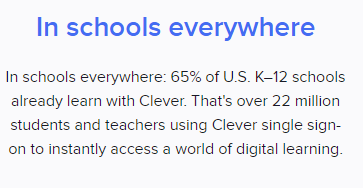 In schools everywhere
In schools everywhere: 65% of U.S. K–12 schools
already learn with Clever. That's over 22 million
students and teachers using Clever single sign-
on to instantly access a world of digital learning.